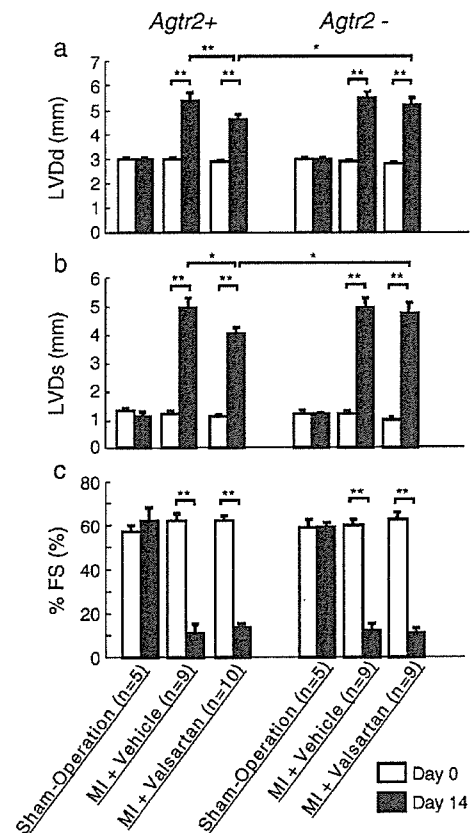 Agtr2+ Agtr2 -
a
** *
** ** ** **
7
6
5
4
3
2
1
0
LVDd (mm)
b
* *
** ** ** **
6
5
4
3
2
1
0
LVDs (mm)
c
** ** ** **
80
60
40
20
0
% FS (%)
Sham-Operation (n=5)
MI + Vehicle (n=9)
MI + Valsartan (n=10)
Sham-Operation (n=5)
MI + Vehicle (n=9)
MI + Valsartan (n=9)
Day 0
Day 14